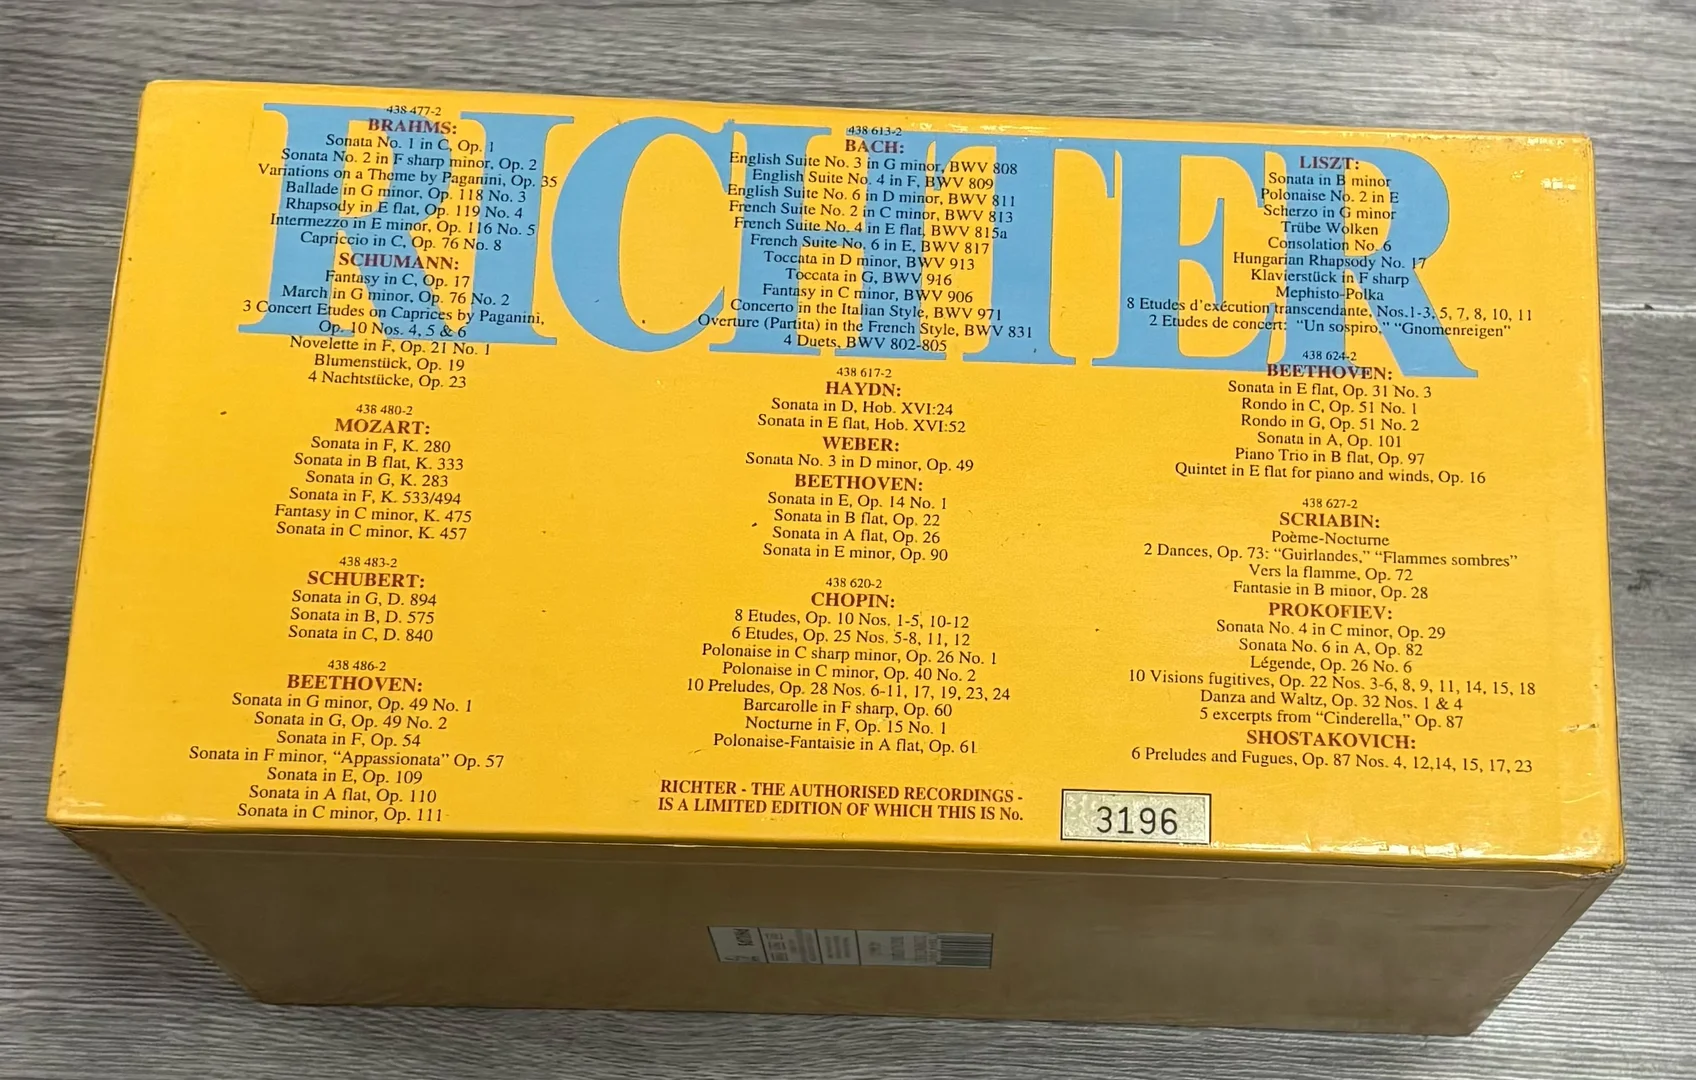 RICHTER
438 477-2
BRAHMS:
Sonata No. 1 in C, Op. 1
Sonata No. 2 in F sharp minor, Op. 2
Variations on a Theme by Paganini, Op. 35
Ballade in G minor, Op. 118 No. 3
Rhapsody in E flat, Op. 119 No. 4
Intermezzo in E minor, Op. 116 No. 5
Capriccio in C, Op. 76 No. 8
SCHUMANN:
Fantasy in C, Op. 17
March in G minor, Op. 76 No. 2
3 Concert Etudes on Caprices by Paganini,
Op. 10 Nos. 4, 5 & 6
Novelette in F, Op. 21 No. 1
Blumenstück, Op. 19
4 Nachtstücke, Op. 23
438 480-2
MOZART:
Sonata in F, K. 280
Sonata in B flat, K. 333
Sonata in G, K. 283
Sonata in F, K. 533/494
Fantasy in C minor, K. 475
Sonata in C minor, K. 457
438 483-2
SCHUBERT:
Sonata in G, D. 894
Sonata in B, D. 575
Sonata in C, D. 840
438 486-2
BEETHOVEN:
Sonata in G minor, Op. 49 No. 1
Sonata in G, Op. 49 No. 2
Sonata in F, Op. 54
Sonata in F minor, “Appassionata” Op. 57
Sonata in E, Op. 109
Sonata in A flat, Op. 110
Sonata in C minor, Op. 111
438 613-2
BACH:
English Suite No. 3 in G minor, BWV 808
English Suite No. 4 in F, BWV 809
English Suite No. 6 in D minor, BWV 811
French Suite No. 2 in C minor, BWV 813
French Suite No. 4 in E flat, BWV 815a
French Suite No. 6 in E, BWV 817
Toccata in D minor, BWV 913
Toccata in G, BWV 916
Fantasy in C minor, BWV 906
Concerto in the Italian Style, BWV 971
Overture (Partita) in the French Style, BWV 831
4 Duets, BWV 802-805
438 617-2
HAYDN:
Sonata in D, Hob. XVI:24
Sonata in E flat, Hob. XVI:52
WEBER:
Sonata No. 3 in D minor, Op. 49
BEETHOVEN:
Sonata in E, Op. 14 No. 1
Sonata in B flat, Op. 22
Sonata in A flat, Op. 26
Sonata in E minor, Op. 90
438 620-2
CHOPIN:
8 Etudes, Op. 10 Nos. 1-5, 10-12
6 Etudes, Op. 25 Nos. 5-8, 11, 12
Polonaise in C sharp minor, Op. 26 No. 1
Polonaise in C minor, Op. 40 No. 2
10 Preludes, Op. 28 Nos. 6-11, 17, 19, 23, 24
Barcarolle in F sharp, Op. 60
Nocturne in F, Op. 15 No. 1
Polonaise-Fantaisie in A flat, Op. 61
LISZT:
Sonata in B minor
Polonaise No. 2 in E
Scherzo in G minor
Trübe Wolken
Consolation No. 6
Hungarian Rhapsody No. 17
Klavierstück in F sharp
Mephisto-Polka
8 Etudes d’exécution transcendante, Nos.1-3, 5, 7, 8, 10, 11
2 Etudes de concert: “Un sospiro,” “Gnomenreigen”
438 624-2
BEETHOVEN:
Sonata in E flat, Op. 31 No. 3
Rondo in C, Op. 51 No. 1
Rondo in G, Op. 51 No. 2
Sonata in A, Op. 101
Piano Trio in B flat, Op. 97
Quintet in E flat for piano and winds, Op. 16
438 627-2
SCRIABIN:
Poème-Nocturne
2 Dances, Op. 73: “Guirlandes,” “Flammes sombres”
Vers la flamme, Op. 72
Fantasie in B minor, Op. 28
PROKOFIEV:
Sonata No. 4 in C minor, Op. 29
Sonata No. 6 in A, Op. 82
Légende, Op. 26 No. 6
10 Visions fugitives, Op. 22 Nos. 3-6, 8, 9, 11, 14, 15, 18
Danza and Waltz, Op. 32 Nos. 1 & 4
5 excerpts from “Cinderella,” Op. 87
SHOSTAKOVICH:
6 Preludes and Fugues, Op. 87 Nos. 4, 12,14, 15, 17, 23
RICHTER - THE AUTHORISED RECORDINGS -
IS A LIMITED EDITION OF WHICH THIS IS No.
3196